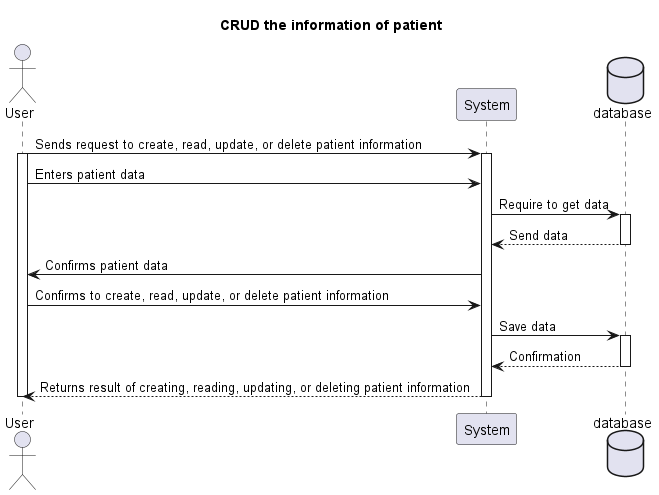 CRUD the information of patient
User
System
database
Sends request to create, read, update, or delete patient information
Enters patient data
Require to get data
Send data
Confirms patient data
Confirms to create, read, update, or delete patient information
Save data
Confirmation
Returns result of creating, reading, updating, or deleting patient information
User
System
database